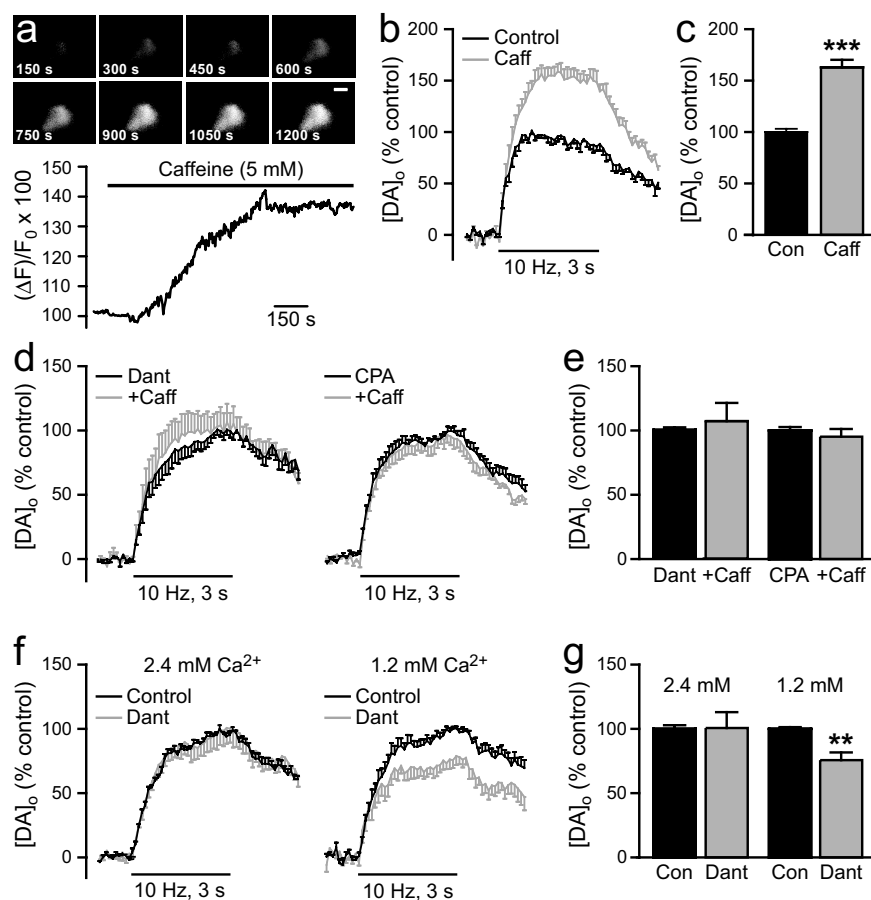 a
150 s 300 s 450 s 600 s
750 s 900 s 1050 s 1200 s
(ΔF)/F0 x 100
150
140
130
120
110
100
Caffeine (5 mM)
150 s
b
[DA]o (% control)
200
150
100
50
0
Control
Caff
10 Hz, 3 s
c
[DA]o (% control)
200
150
100
50
0
***
Con Caff
d
[DA]o (% control)
150
100
50
0
Dant
+Caff
10 Hz, 3 s
CPA
+Caff
10 Hz, 3 s
e
[DA]o (% control)
150
100
50
0
Dant +Caff CPA +Caff
f
[DA]o (% control)
150
100
50
0
2.4 mM Ca2+
Control
Dant
10 Hz, 3 s
1.2 mM Ca2+
Control
Dant
10 Hz, 3 s
g
[DA]o (% control)
150
100
50
0
2.4 mM 1.2 mM
**
Con Dant Con Dant